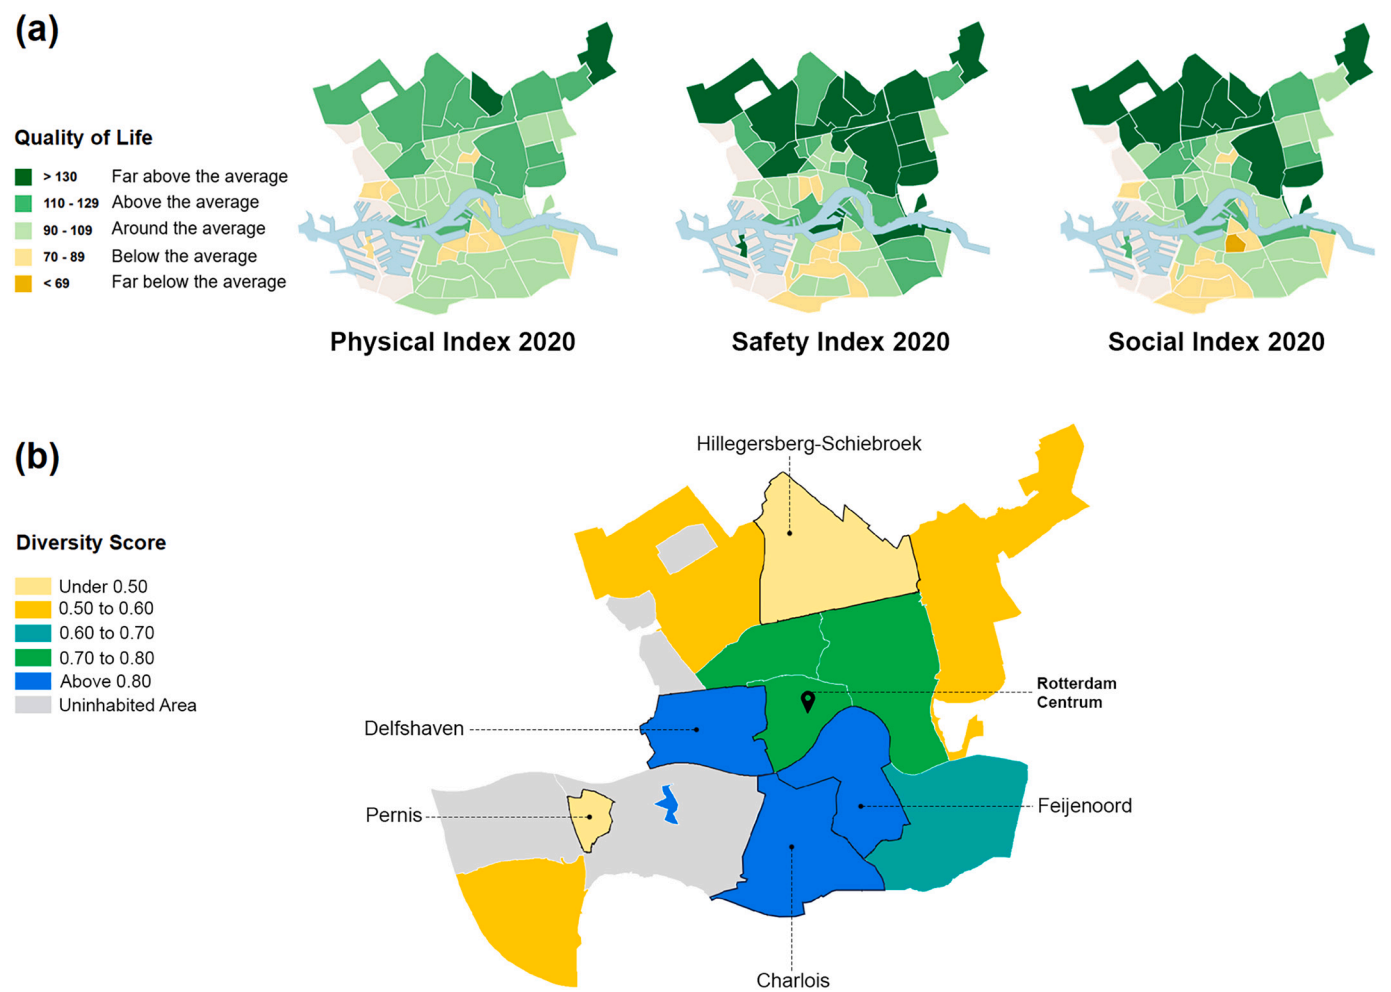 (a)
Quality of Life
> 130 Far above the average
110 - 129 Above the average
90 - 109 Around the average
70 - 89 Below the average
< 69 Far below the average
Physical Index 2020
Safety Index 2020
Social Index 2020
(b)
Diversity Score
Under 0.50
0.50 to 0.60
0.60 to 0.70
0.70 to 0.80
Above 0.80
Uninhabited Area
Hillegersberg-Schiebroek
Rotterdam
Centrum
Delfshaven
Pernis
Feijenoord
Charlois